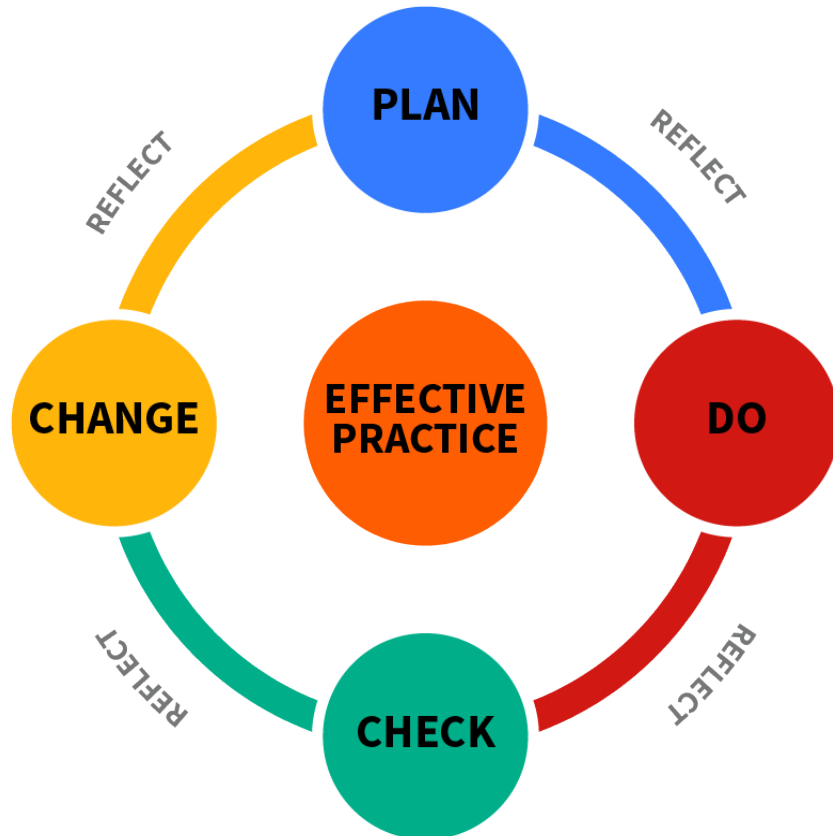 PLAN
REFLECT
REFLECT
CHANGE
EFFECTIVE
PRACTICE
DO
REFLECT
REFLECT
CHECK